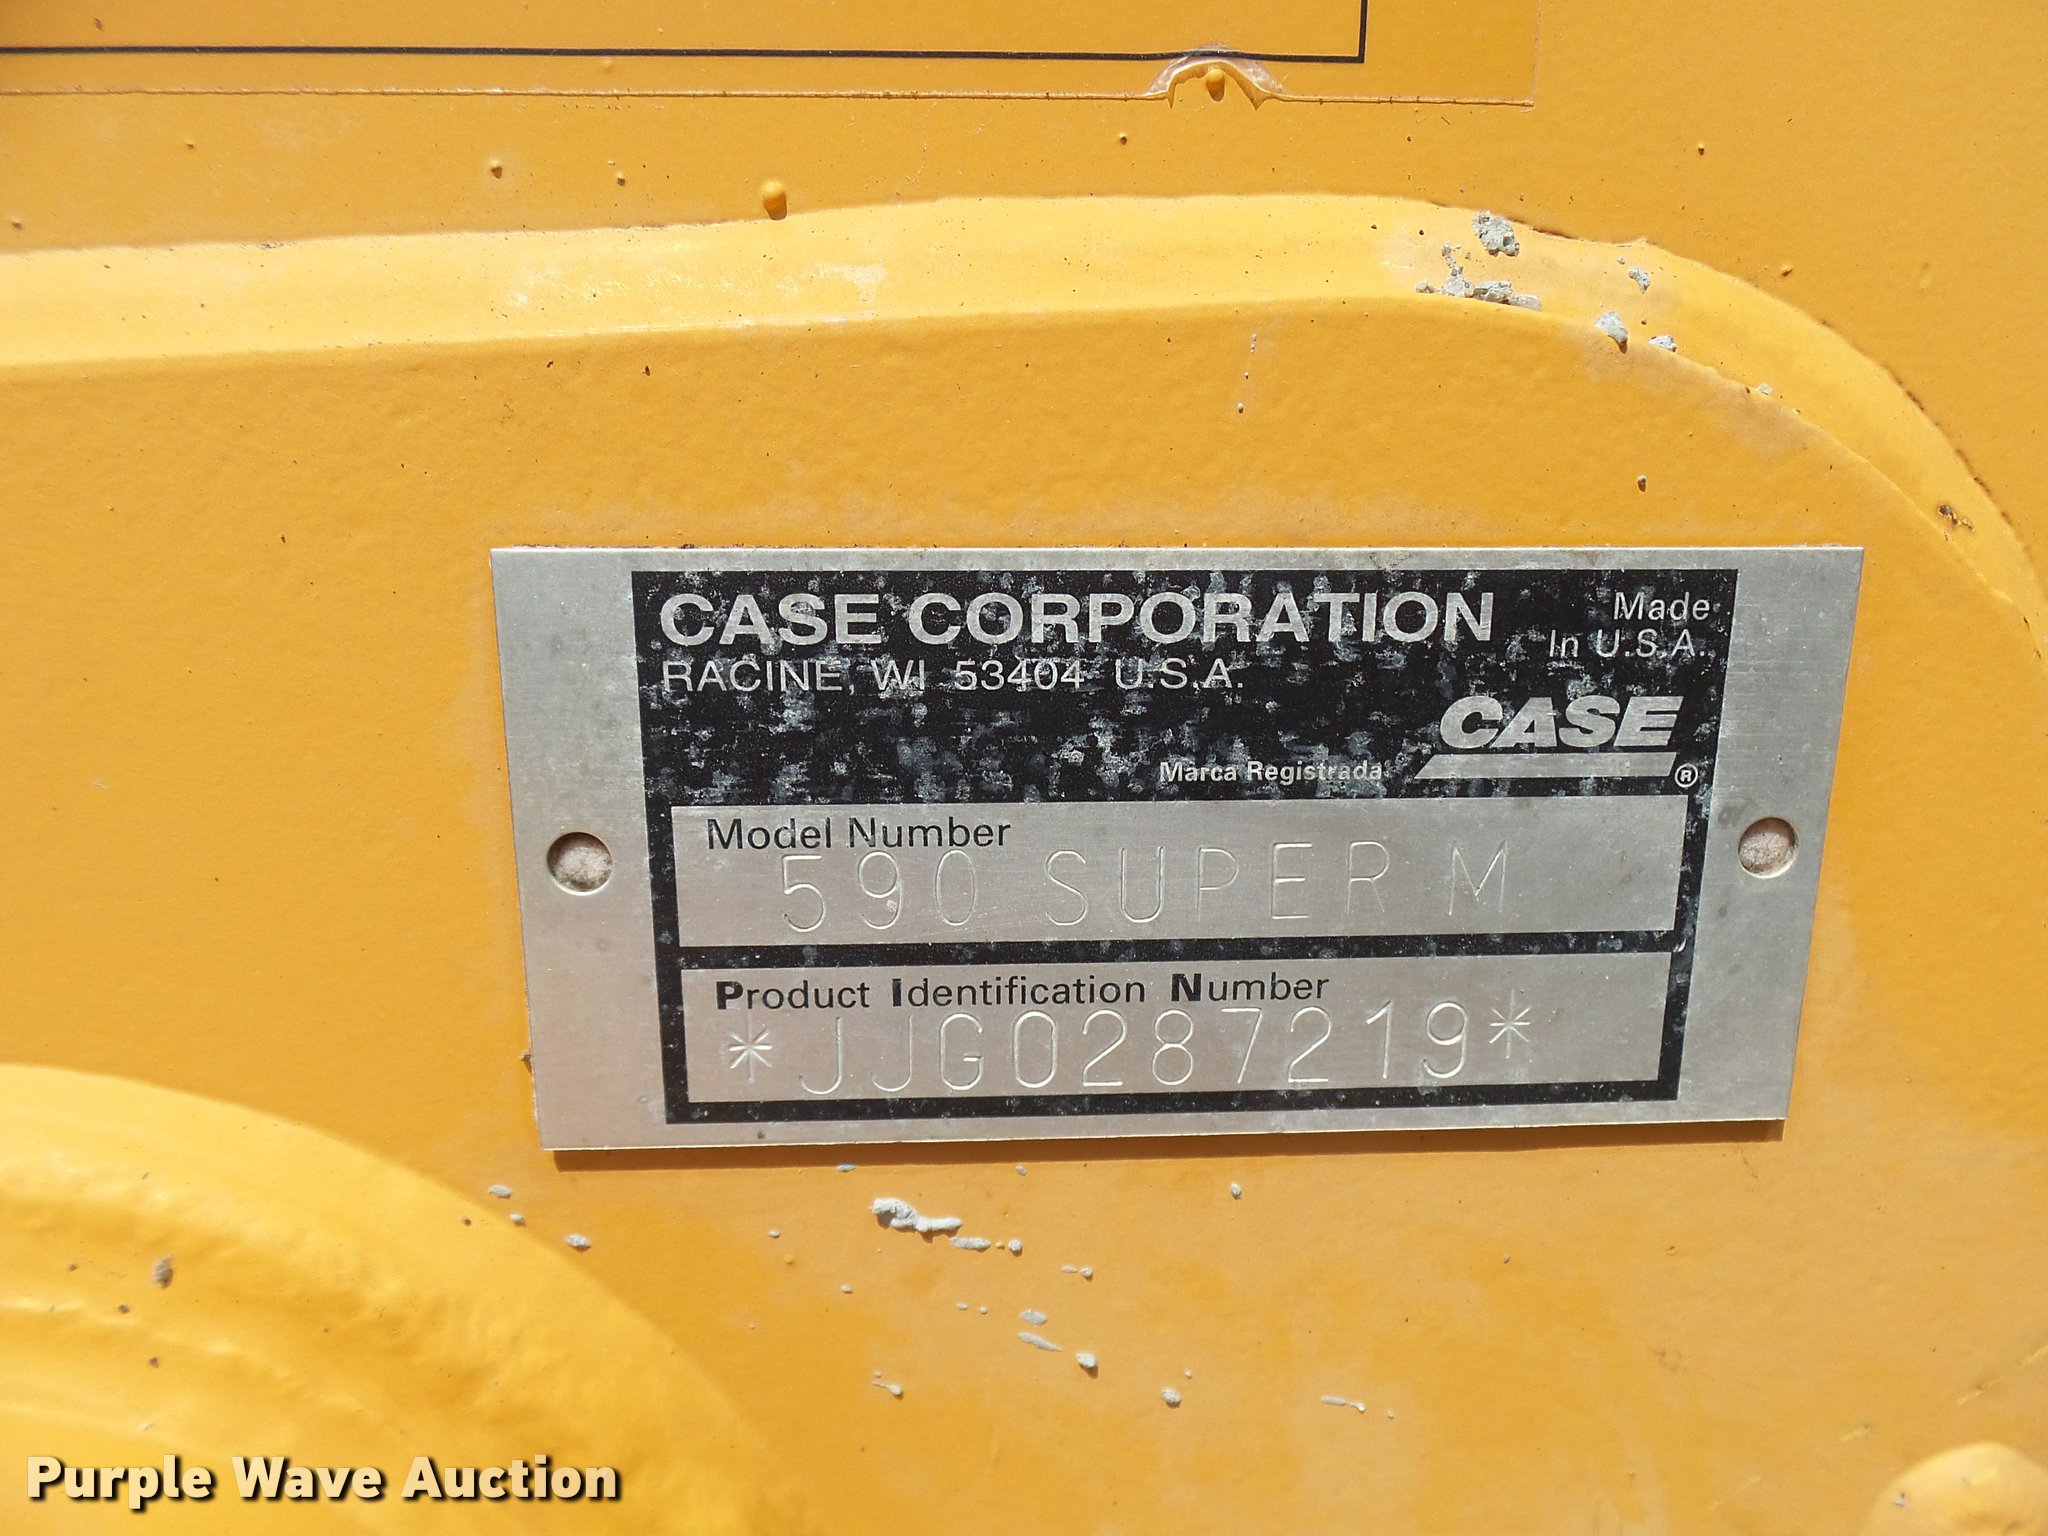 CASE CORPORATION
Made
In U.S.A.
RACINE, WI 53404 U.S.A.
CASE
Marca Registrada
®
Model Number
590 SUPER M
Product Identification Number
*JJG0287219*
Purple Wave Auction